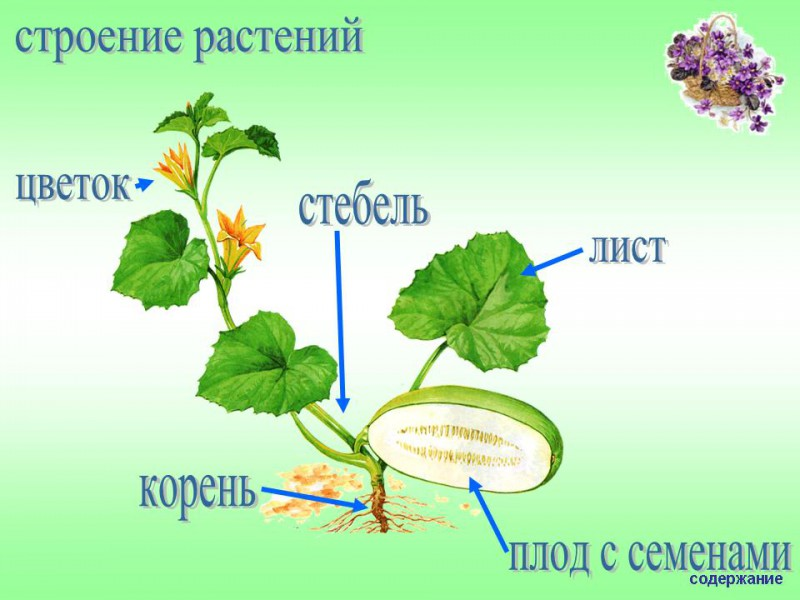 строение растений
цветок
стебель
лист
корень
плод с семенами
содержание